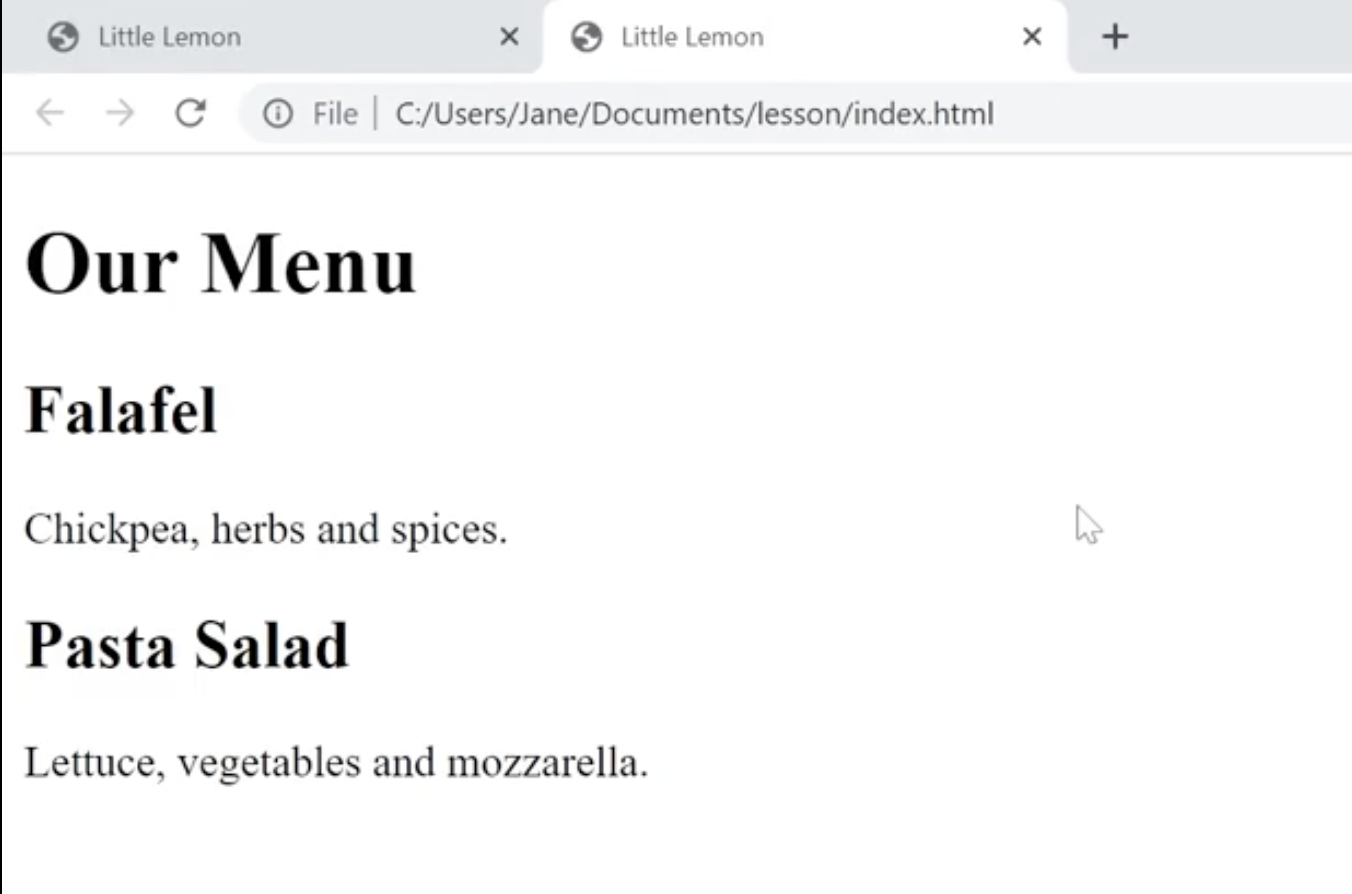 Little Lemon
Little Lemon
File
C:/Users/Jane/Documents/lesson/index.html
Our Menu
Falafel
Chickpea, herbs and spices.
Pasta Salad
Lettuce, vegetables and mozzarella.